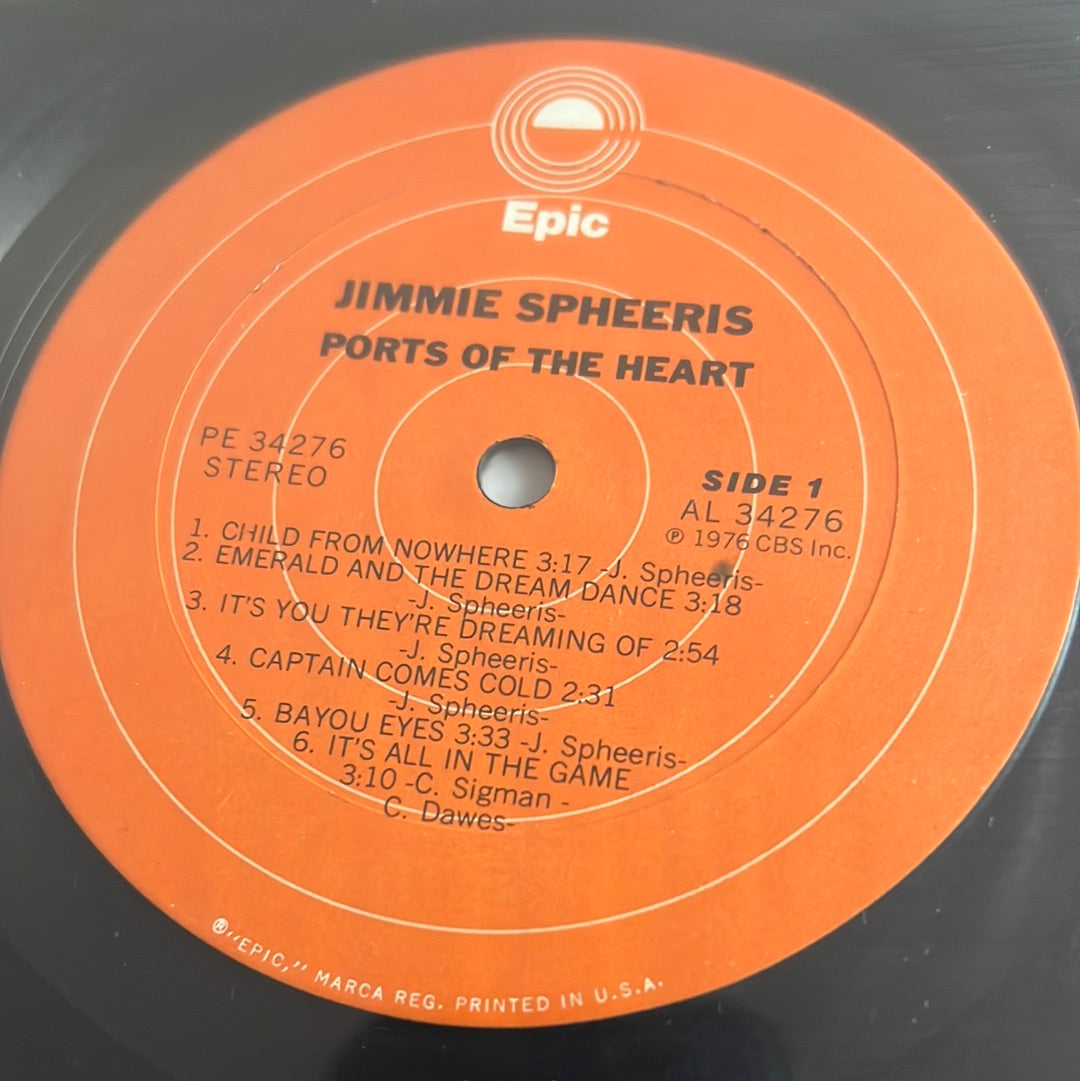 Epic
JIMMIE SPHEERIS
PORTS OF THE HEART
PE 34276
STEREO
SIDE 1
AL 34276
℗ 1976 CBS Inc.
1. CHILD FROM NOWHERE 3:17 -J. Spheeris-
2. EMERALD AND THE DREAM DANCE 3:18
-J. Spheeris-
3. IT'S YOU THEY'RE DREAMING OF 2:54
-J. Spheeris-
4. CAPTAIN COMES COLD 2:31
-J. Spheeris-
5. BAYOU EYES 3:33 -J. Spheeris-
6. IT'S ALL IN THE GAME
3:10 -C. Sigman -
C. Dawes-
®"EPIC," MARCA REG. PRINTED IN U.S.A.